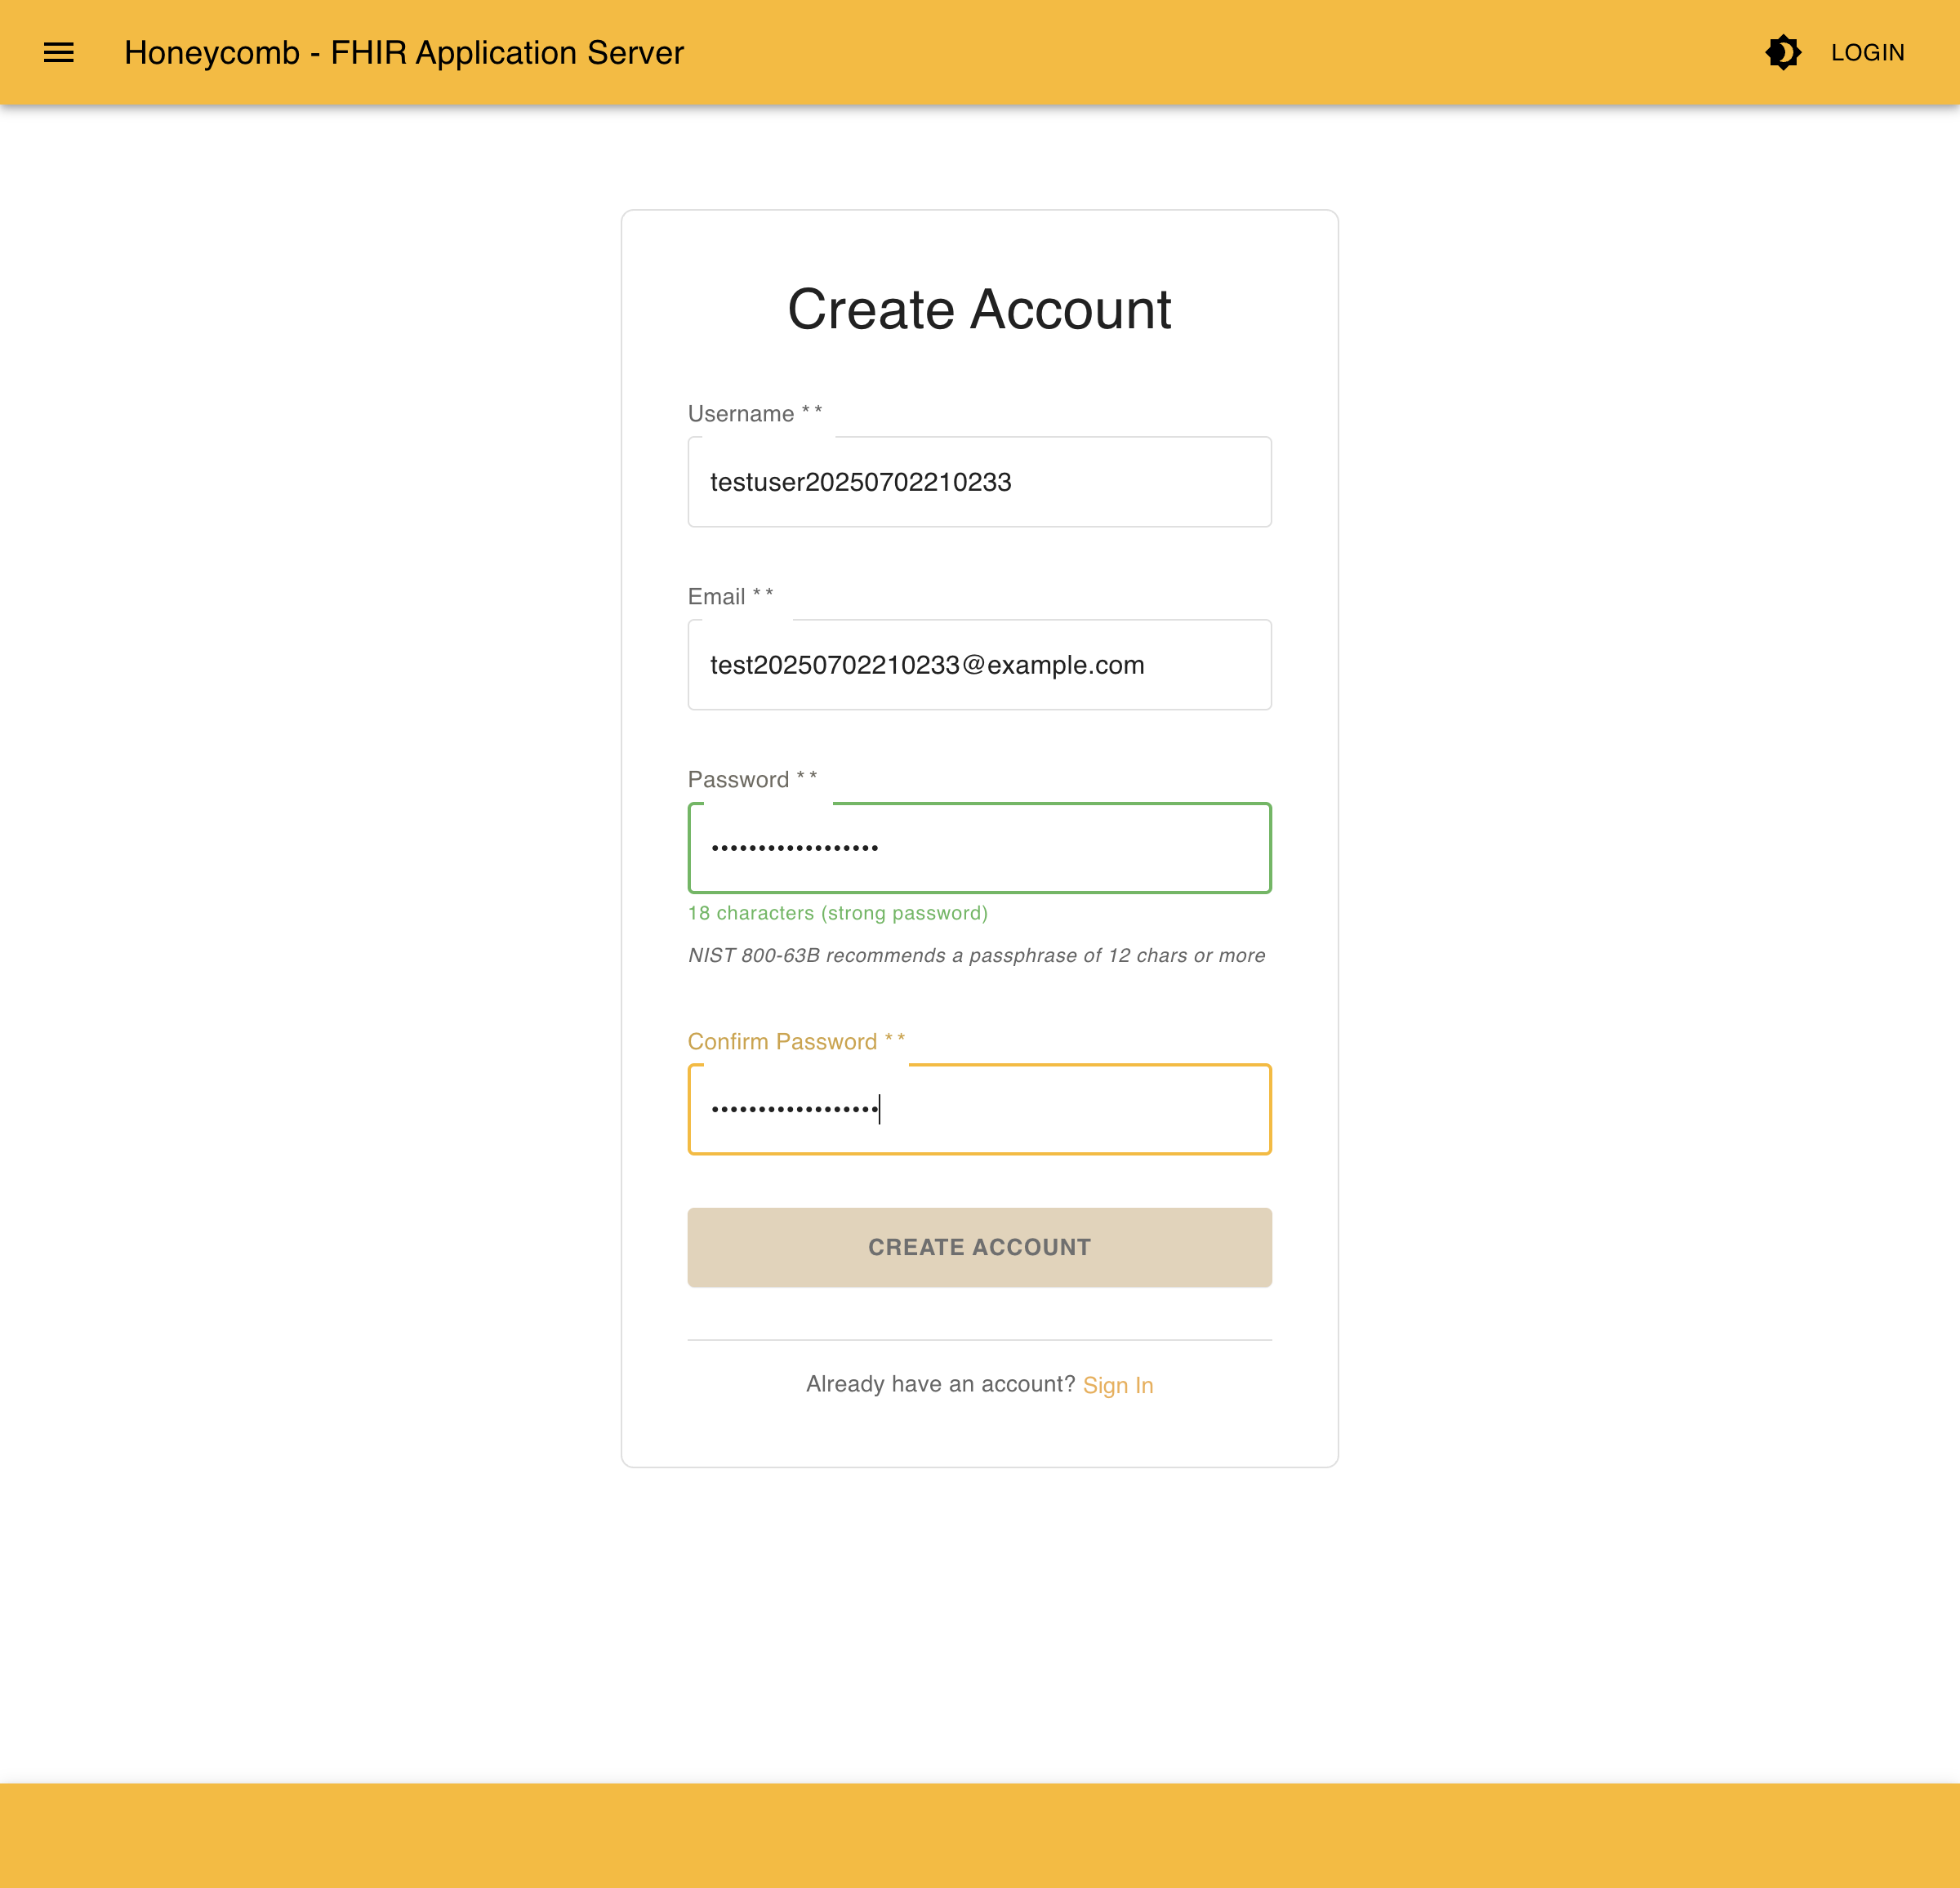 Honeycomb - FHIR Application Server
LOGIN
Create Account
Username * *
testuser20250702210233
Email * *
test20250702210233@example.com
Password * *
••••••••••••••••••
18 characters (strong password)
NIST 800-63B recommends a passphrase of 12 chars or more
Confirm Password * *
••••••••••••••••••
CREATE ACCOUNT
Already have an account? Sign In